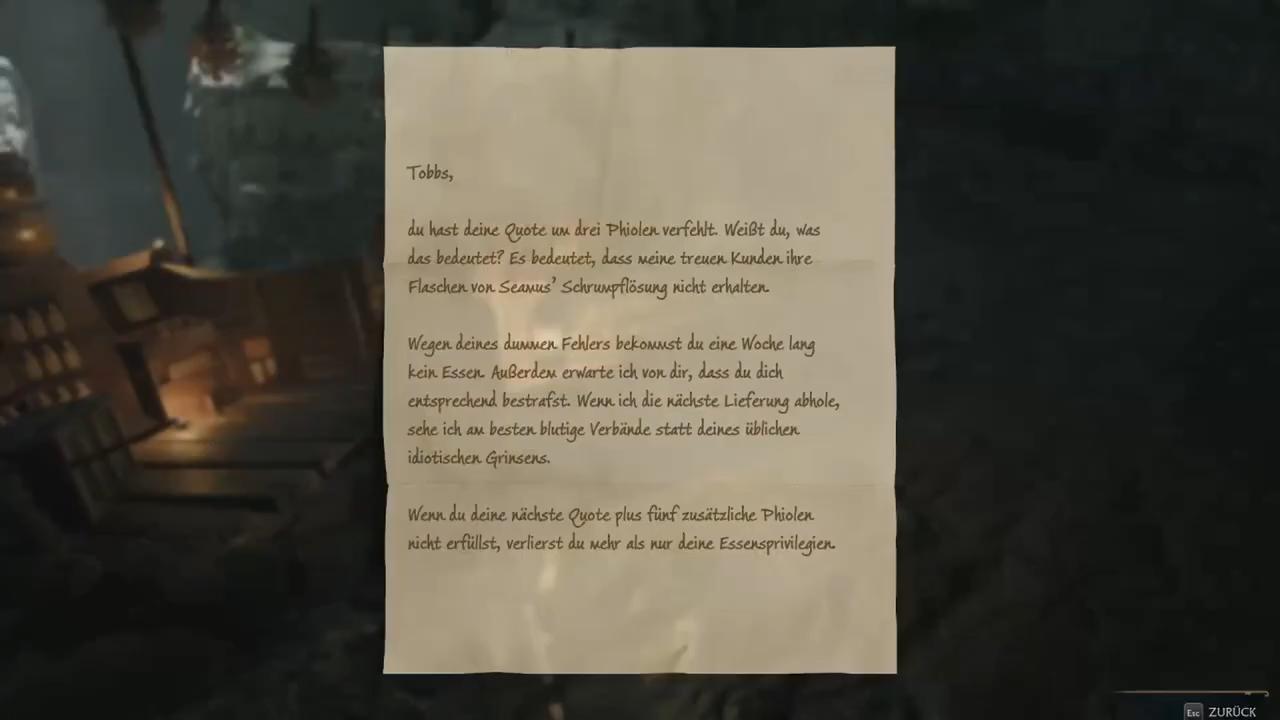 Tobbs,
du hast deine Quote um drei Phiolen verfehlt. Weißt du, was
das bedeutet? Es bedeutet, dass meine treuen Kunden ihre
Flaschen von Seamus’ Schrumpflösung nicht erhalten.
Wegen deines dummen Fehlers bekommst du eine Woche lang
kein Essen. Außerdem erwarte ich von dir, dass du dich
entsprechend bestrafst. Wenn ich die nächste Lieferung abhole,
sehe ich am besten blutige Verbände statt deines üblichen
idiotischen Grinsens.
Wenn du deine nächste Quote plus fünf zusätzliche Phiolen
nicht erfüllst, verlierst du mehr als nur deine Essensprivilegien.
Esc ZURÜCK